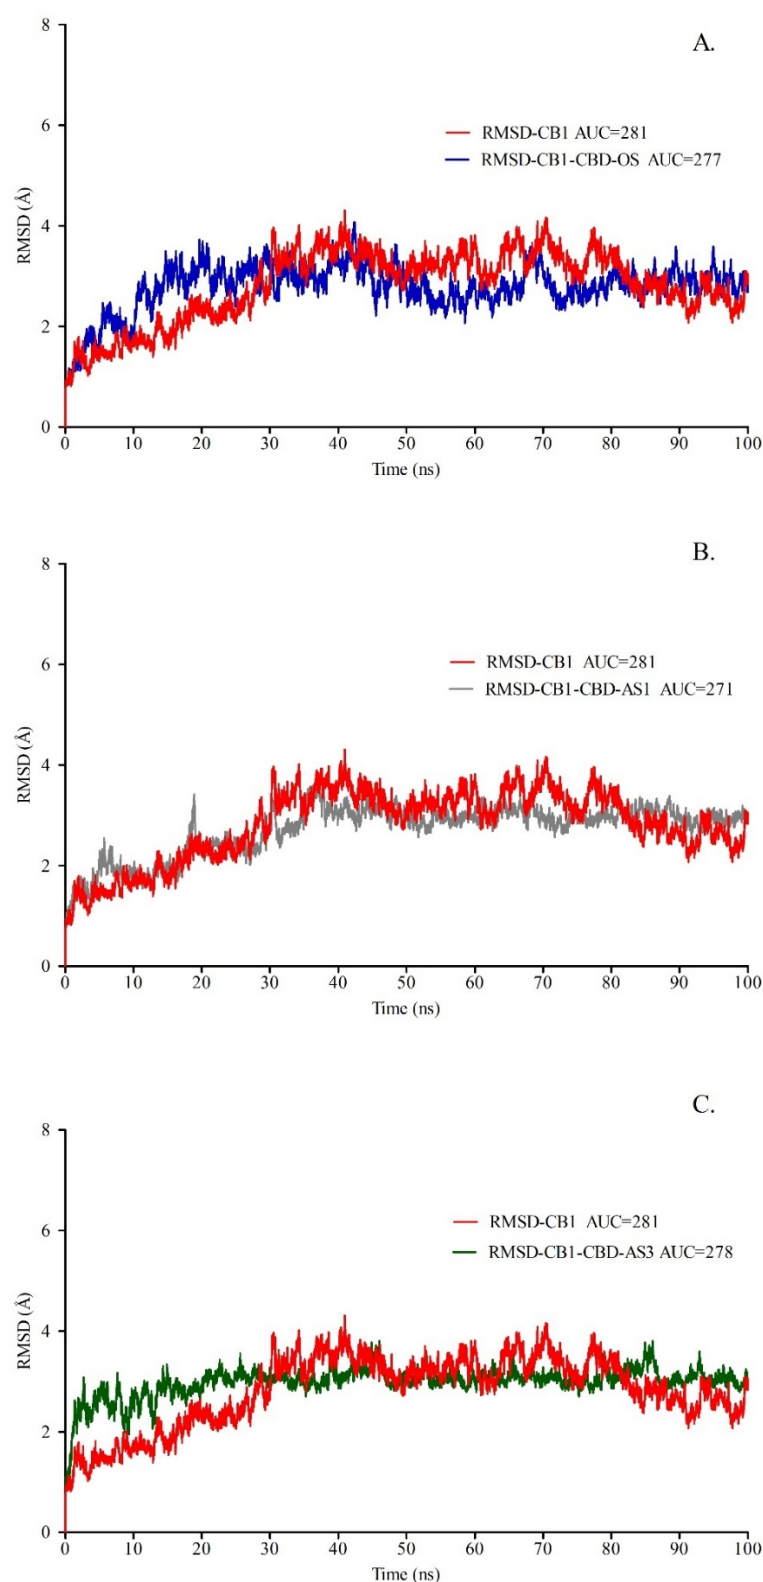 A.
8
6
4
2
0
RMSD (Å)
RMSD-CB1 AUC=281
RMSD-CB1-CBD-OS AUC=277
0 10 20 30 40 50 60 70 80 90 100
Time (ns)
B.
8
6
4
2
0
RMSD (Å)
RMSD-CB1 AUC=281
RMSD-CB1-CBD-AS1 AUC=271
0 10 20 30 40 50 60 70 80 90 100
Time (ns)
C.
8
6
4
2
0
RMSD (Å)
RMSD-CB1 AUC=281
RMSD-CB1-CBD-AS3 AUC=278
0 10 20 30 40 50 60 70 80 90 100
Time (ns)